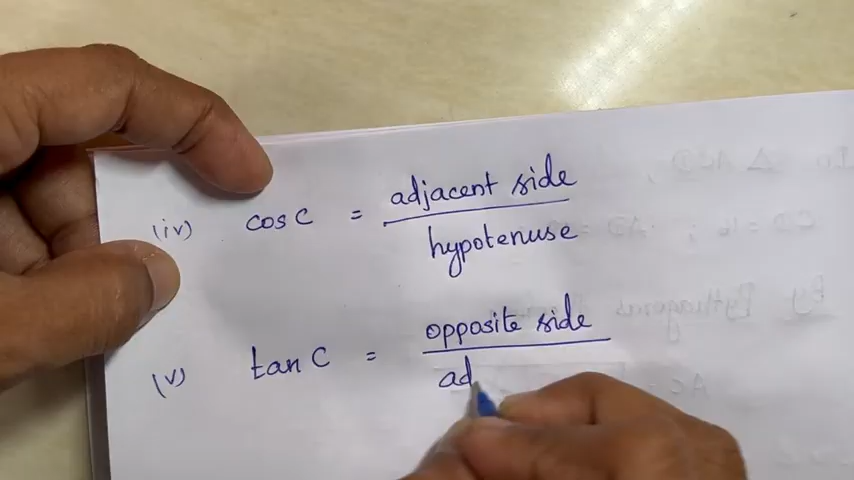 (iv) cos C = adjacent side
hypotenuse
(v) tan C = opposite side
ad